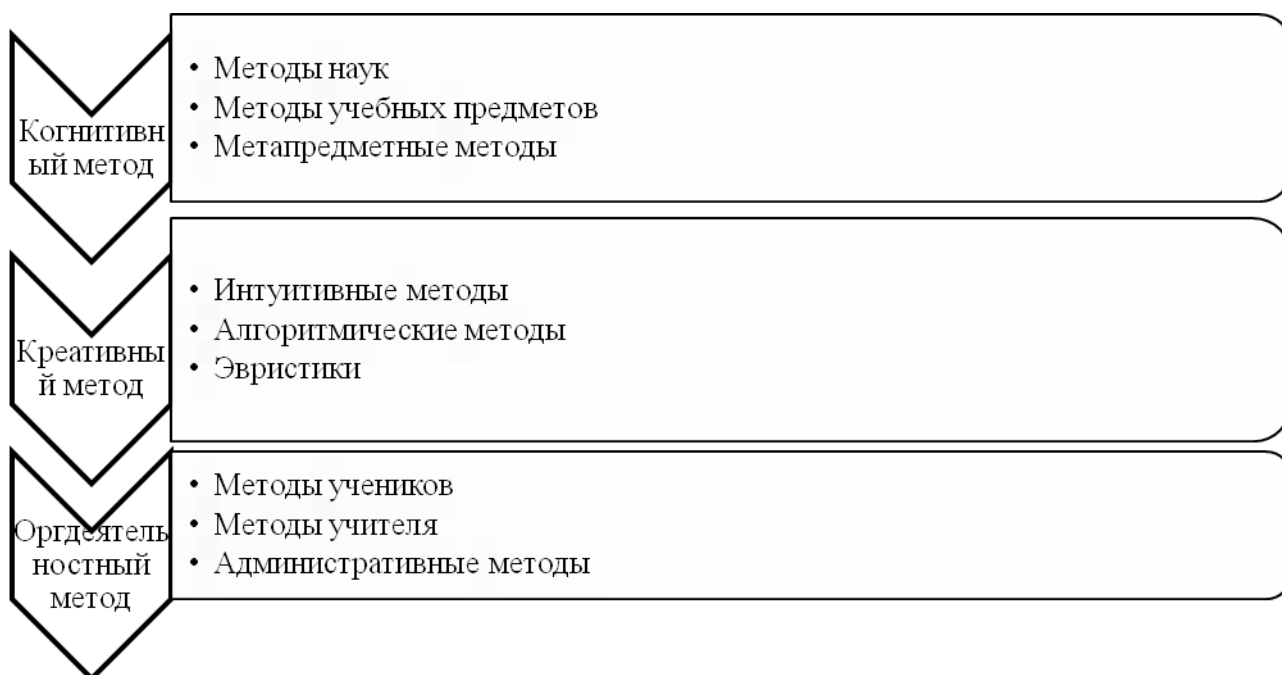 Когнитивн
ый метод
• Методы наук
• Методы учебных предметов
• Метапредметные методы
Креативны
й метод
• Интуитивные методы
• Алгоритмические методы
• Эвристики
Оргдеятель
ностный
метод
• Методы учеников
• Методы учителя
• Административные методы